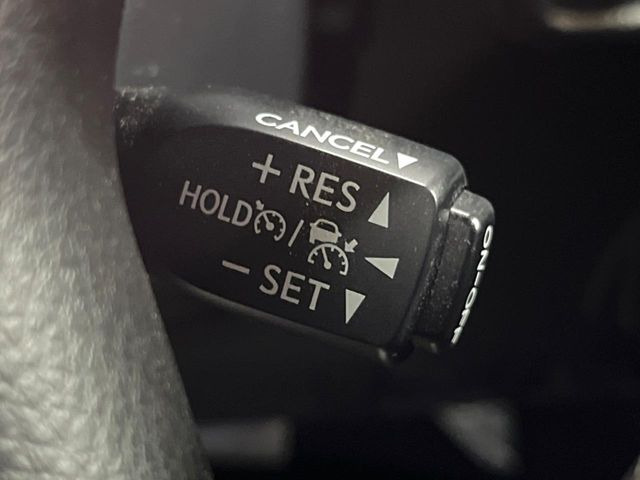 CANCEL▼
+ RES ▲
HOLD / ◀
− SET ▼
ON-OFF